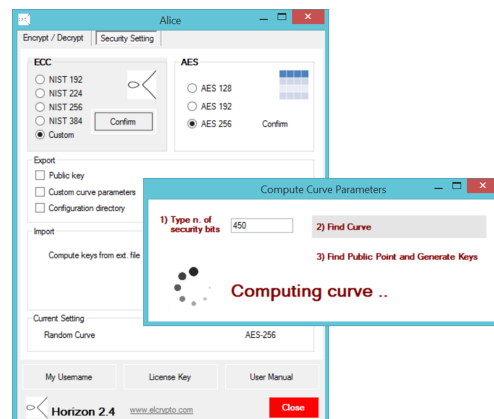 Alice
Encrypt / Decrypt
Security Setting
ECC
NIST 192
NIST 224
NIST 256
NIST 384
Custom
Confirm
AES
AES 128
AES 192
AES 256
Confirm
Export
Public key
Custom curve parameters
Configuration directory
Import
Compute keys from ext. file
Compute Curve Parameters
1) Type n. of
security bits
450
2) Find Curve
3) Find Public Point and Generate Keys
Computing curve ..
Current Setting
Random Curve
AES-256
My Username
License Key
User Manual
Horizon 2.4
www.elcrypto.com
Close